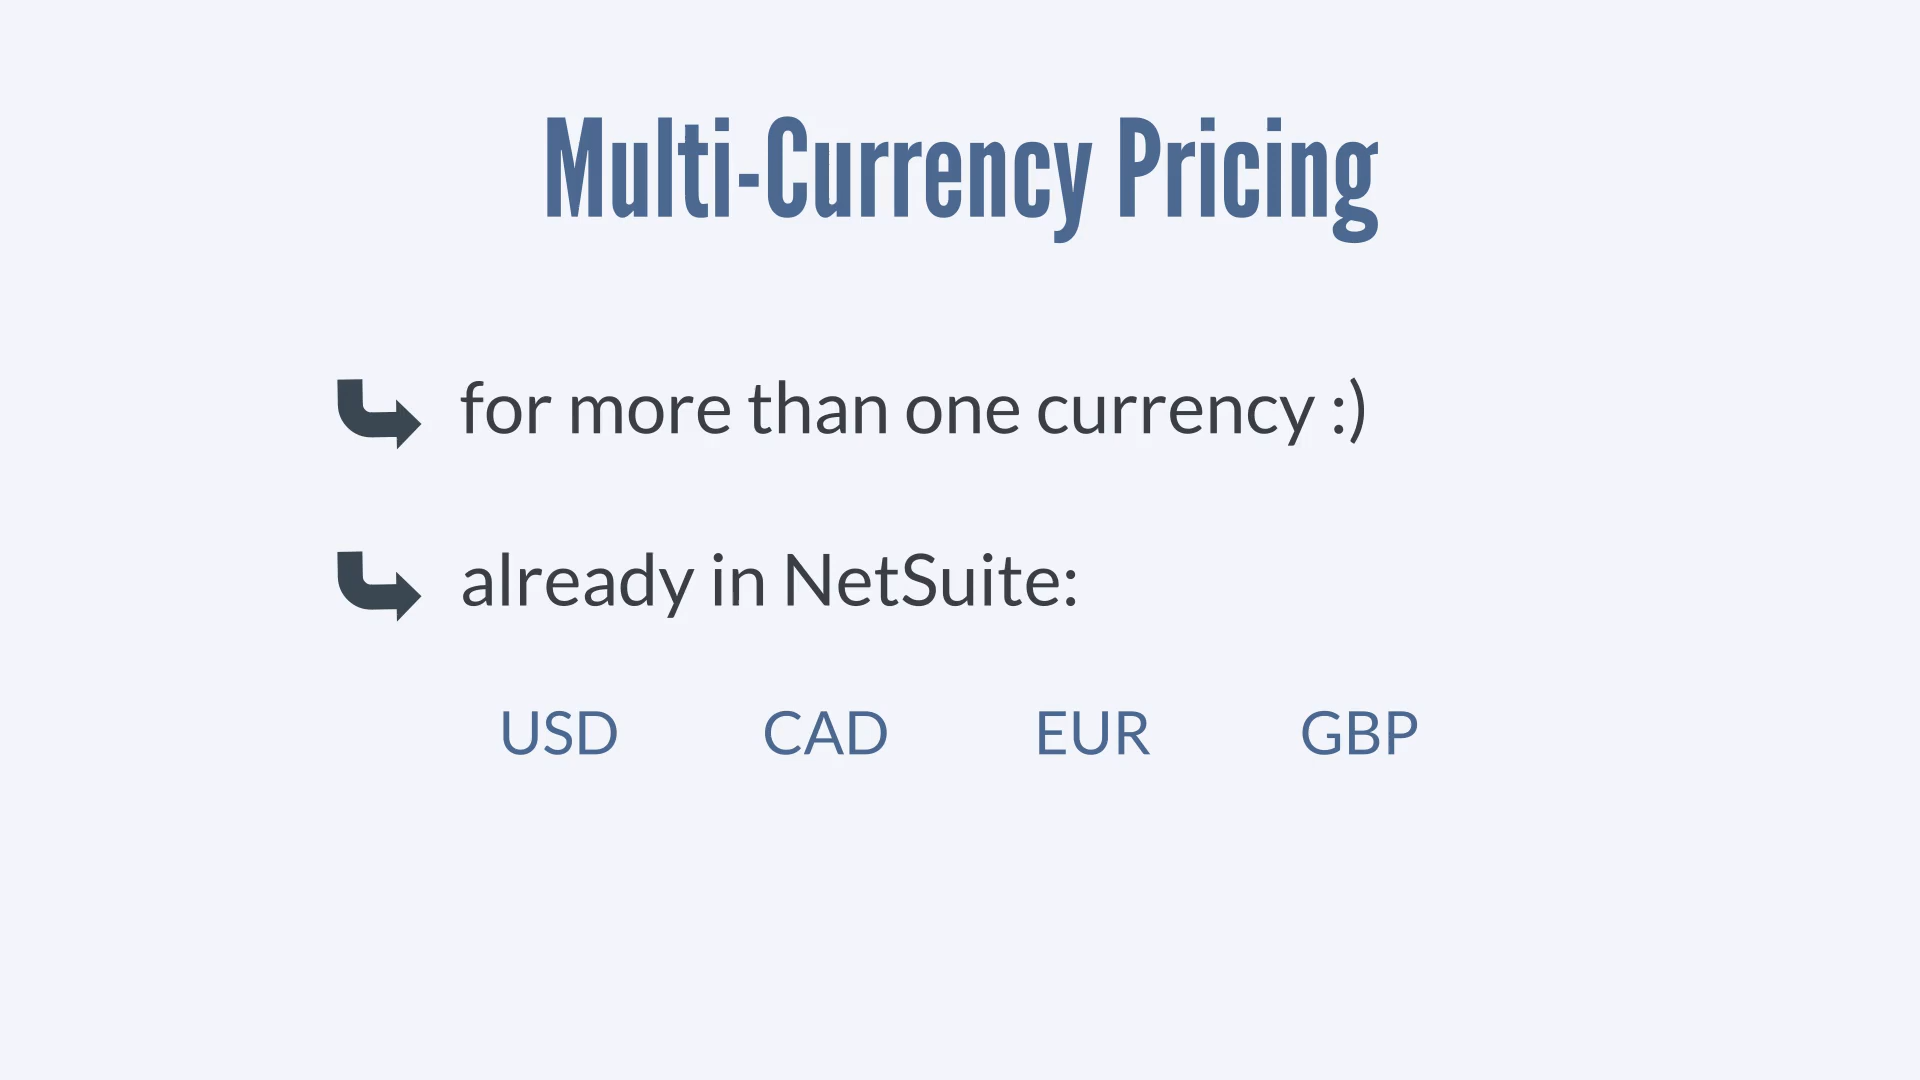 Multi-Currency Pricing
for more than one currency :)
already in NetSuite:
USD CAD EUR GBP